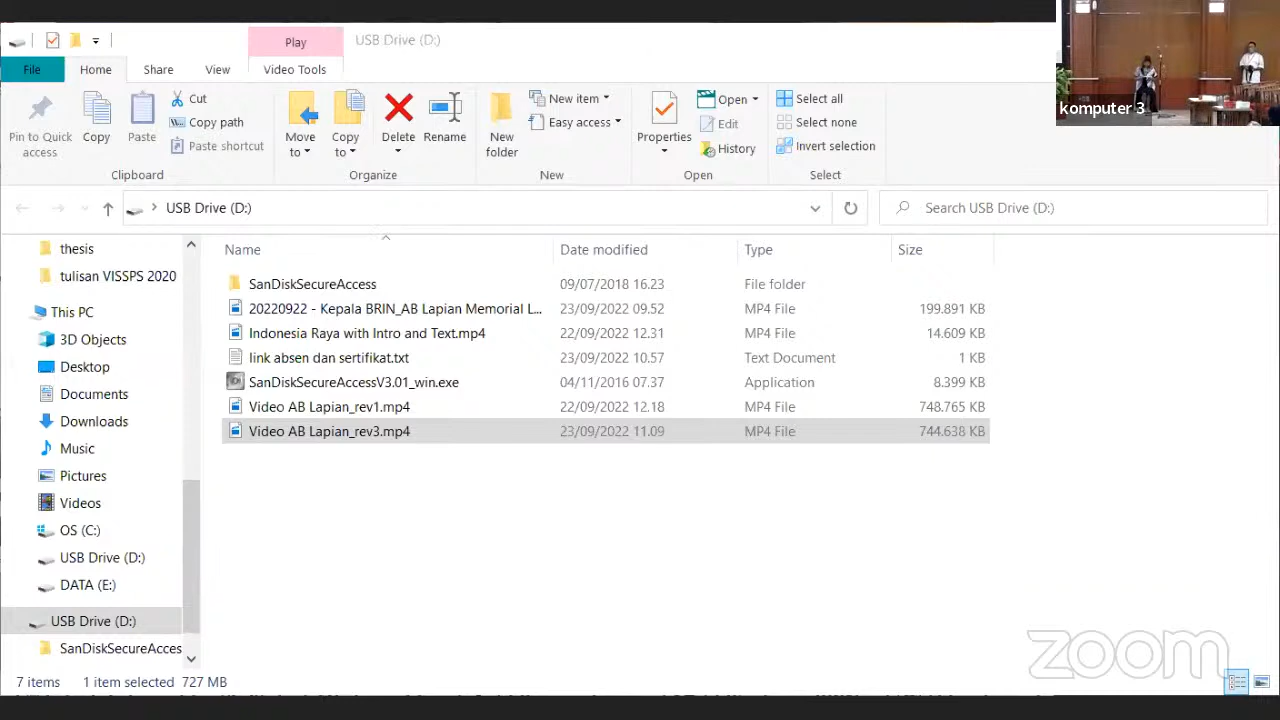 Play
USB Drive (D:)
File Home Share View Video Tools
Pin to Quick access
Copy
Paste
Cut
Copy path
Paste shortcut
Clipboard
Move to
Copy to
Delete
Rename
Organize
New folder
New item
Easy access
New
Properties
Open
Edit
History
Open
Select all
Select none
Invert selection
Select
komputer 3
USB Drive (D:)
Search USB Drive (D:)
thesis
tulisan VISSPS 2020
This PC
3D Objects
Desktop
Documents
Downloads
Music
Pictures
Videos
OS (C:)
USB Drive (D:)
DATA (E:)
USB Drive (D:)
SanDiskSecureAcces
Name Date modified Type Size
SanDiskSecureAccess 09/07/2018 16.23 File folder
20220922 - Kepala BRIN_AB Lapian Memorial L... 23/09/2022 09.52 MP4 File 199.891 KB
Indonesia Raya with Intro and Text.mp4 22/09/2022 12.31 MP4 File 14.609 KB
link absen dan sertifikat.txt 23/09/2022 10.57 Text Document 1 KB
SanDiskSecureAccessV3.01_win.exe 04/11/2016 07.37 Application 8.399 KB
Video AB Lapian_rev1.mp4 22/09/2022 12.18 MP4 File 748.765 KB
Video AB Lapian_rev3.mp4 23/09/2022 11.09 MP4 File 744.638 KB
zoom
7 items 1 item selected 727 MB